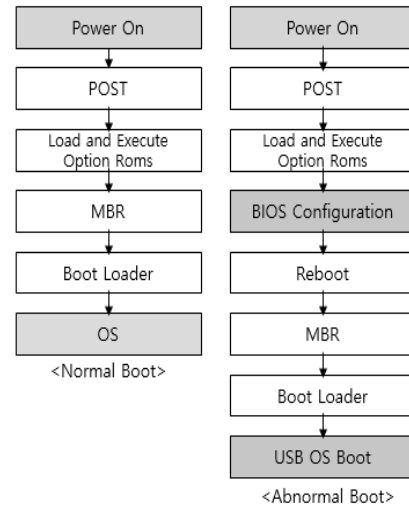 Power On
POST
Load and Execute
Option Roms
MBR
Boot Loader
OS
<Normal Boot>
Power On
POST
Load and Execute
Option Roms
BIOS Configuration
Reboot
MBR
Boot Loader
USB OS Boot
<Abnormal Boot>